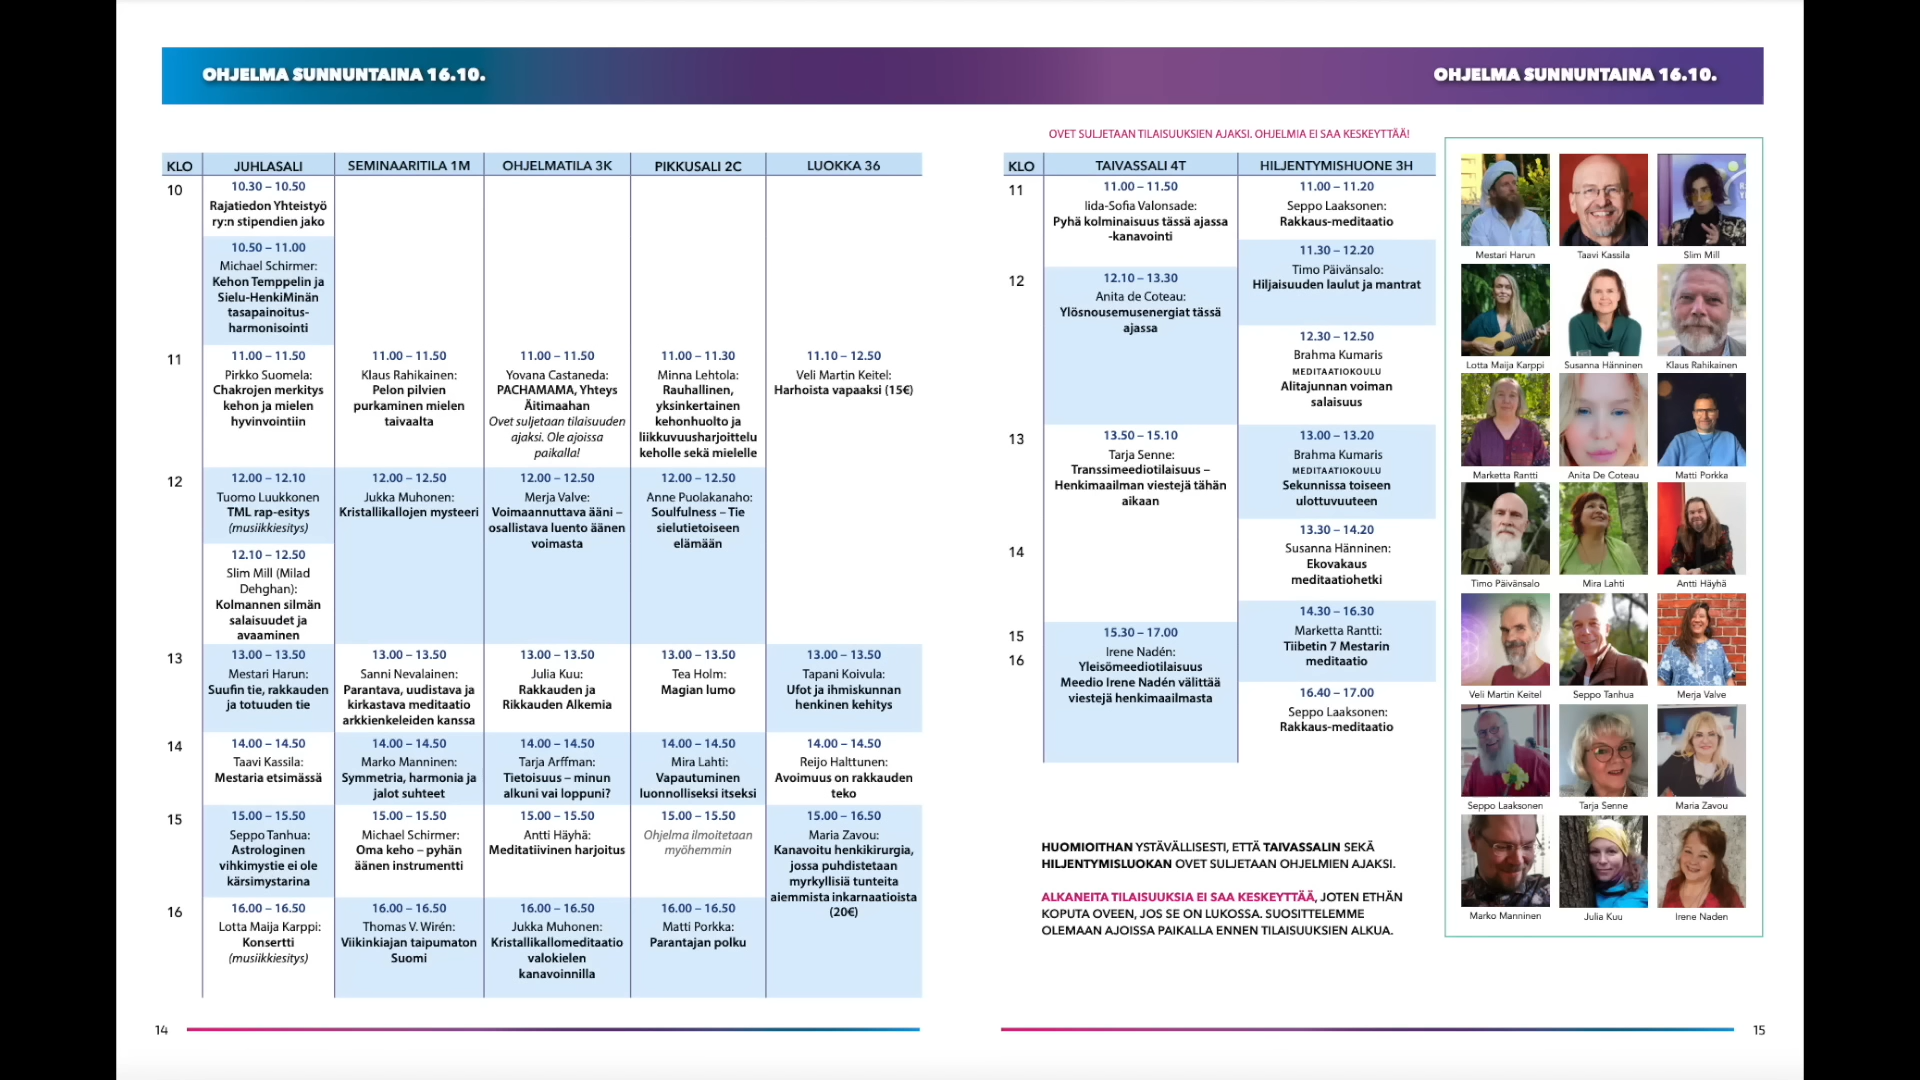 OHJELMA SUNNUNTAINA 16.10.
OHJELMA SUNNUNTAINA 16.10.
KLO
JUHLASALI
SEMINAARITILA 1M
OHJELMATILA 3K
PIKKUSALI 2C
LUOKKA 36
10
10.30 – 10.50
Rajatiedon Yhteistyö
ry:n stipendien jako
10.50 – 11.00
Michael Schirmer:
Kehon Temppelin ja
Sielu-HenkiMinän
tasapainoitus-
harmonisointi
11
11.00 – 11.50
Pirkko Suomela:
Chakrojen merkitys
kehon ja mielen
hyvinvointiin
11.00 – 11.50
Klaus Rahikainen:
Pelon pilvien
purkaminen mielen
taivaalta
11.00 – 11.50
Yovana Castaneda:
PACHAMAMA, Yhteys
Äitimaahan
Ovet suljetaan tilaisuuden
ajaksi. Ole ajoissa
paikalla!
11.00 – 11.30
Minna Lehtola:
Rauhallinen,
yksinkertainen
kehonhuolto ja
liikkuvuusharjoittelu
keholle sekä mielelle
11.10 – 12.50
Veli Martin Keitel:
Harhoista vapaaksi (15€)
12
12.00 – 12.10
Tuomo Luukkonen
TML rap-esitys
(musiikkiesitys)
12.10 – 12.50
Slim Mill (Milad
Dehghan):
Kolmannen silmän
salaisuudet ja
avaaminen
12.00 – 12.50
Jukka Muhonen:
Kristallikallojen mysteeri
12.00 – 12.50
Merja Valve:
Voimaannuttava ääni –
osallistava luento äänen
voimasta
12.00 – 12.50
Anne Puolakanaho:
Soulfulness – Tie
sielutietoiseen
elämään
13
13.00 – 13.50
Mestari Harun:
Suufin tie, rakkauden
ja totuuden tie
13.00 – 13.50
Sanni Nevalainen:
Parantava, uudistava ja
kirkastava meditaatio
arkkienkeleiden kanssa
13.00 – 13.50
Julia Kuu:
Rakkauden ja
Rikkauden Alkemia
13.00 – 13.50
Tea Holm:
Magian lumo
13.00 – 13.50
Tapani Koivula:
Ufot ja ihmiskunnan
henkinen kehitys
14
14.00 – 14.50
Taavi Kassila:
Mestaria etsimässä
14.00 – 14.50
Marko Manninen:
Symmetria, harmonia ja
jalot suhteet
14.00 – 14.50
Tarja Arffman:
Tietoisuus – minun
alkuni vai loppuni?
14.00 – 14.50
Mira Lahti:
Vapautuminen
luonnolliseksi itseksi
14.00 – 14.50
Reijo Halttunen:
Avoimuus on rakkauden
teko
15
15.00 – 15.50
Seppo Tanhua:
Astrologinen
vihkimystie ei ole
kärsimystarina
15.00 – 15.50
Michael Schirmer:
Oma keho – pyhän
äänen instrumentti
15.00 – 15.50
Antti Häyhä:
Meditatiivinen harjoitus
15.00 – 15.50
Ohjelma ilmoitetaan
myöhemmin
15.00 – 16.50
Maria Zavou:
Kanavoitu henkikirurgia,
jossa puhdistetaan
myrkyllisiä tunteita
aiemmista inkarnaatioista
(20€)
16
16.00 – 16.50
Lotta Maija Karppi:
Konsertti
(musiikkiesitys)
16.00 – 16.50
Thomas V. Wirén:
Viikinkiajan taipumaton
Suomi
16.00 – 16.50
Jukka Muhonen:
Kristallikallomeditaatio
valokielen
kanavoinnilla
16.00 – 16.50
Matti Porkka:
Parantajan polku
14
OVET SULJETAAN TILAISUUKSIEN AJAKSI. OHJELMIA EI SAA KESKEYTTÄÄ!
KLO
TAIVASSALI 4T
HILJENTYMISHUONE 3H
11
11.00 – 11.50
Iida-Sofia Valonsade:
Pyhä kolminaisuus tässä ajassa
-kanavointi
11.00 – 11.20
Seppo Laaksonen:
Rakkaus-meditaatio
11.30 – 12.20
Timo Päivänsalo:
Hiljaisuuden laulut ja mantrat
12
12.10 – 13.30
Anita de Coteau:
Ylösnousemusenergiat tässä
ajassa
12.30 – 12.50
Brahma Kumaris
MEDITAATIOKOULU
Alitajunnan voiman
salaisuus
13
13.50 – 15.10
Tarja Senne:
Transsimeediotilaisuus –
Henkimaailman viestejä tähän
aikaan
13.00 – 13.20
Brahma Kumaris
MEDITAATIOKOULU
Sekunnissa toiseen
ulottuvuuteen
13.30 – 14.20
Susanna Hänninen:
Ekovakaus
meditaatiohetki
14
14.30 – 16.30
Marketta Rantti:
Tiibetin 7 Mestarin
meditaatio
15
16
15.30 – 17.00
Irene Nadén:
Yleisömeediotilaisuus
Meedio Irene Nadén välittää
viestejä henkimaailmasta
16.40 – 17.00
Seppo Laaksonen:
Rakkaus-meditaatio
HUOMIOITHAN YSTÄVÄLLISESTI, ETTÄ TAIVASSALIN SEKÄ
HILJENTYMISLUOKAN OVET SULJETAAN OHJELMIEN AJAKSI.
ALKANEITA TILAISUUKSIA EI SAA KESKEYTTÄÄ, JOTEN ETHÄN
KOPUTA OVEEN, JOS SE ON LUKOSSA. SUOSITTELEMME
OLEMAAN AJOISSA PAIKALLA ENNEN TILAISUUKSIEN ALKUA.
Mestari Harun
Taavi Kassila
Slim Mill
Lotta Maija Karppi
Susanna Hänninen
Klaus Rahikainen
Marketta Rantti
Anita De Coteau
Matti Porkka
Timo Päivänsalo
Mira Lahti
Antti Häyhä
Veli Martin Keitel
Seppo Tanhua
Merja Valve
Seppo Laaksonen
Tarja Senne
Maria Zavou
Marko Manninen
Julia Kuu
Irene Naden
15